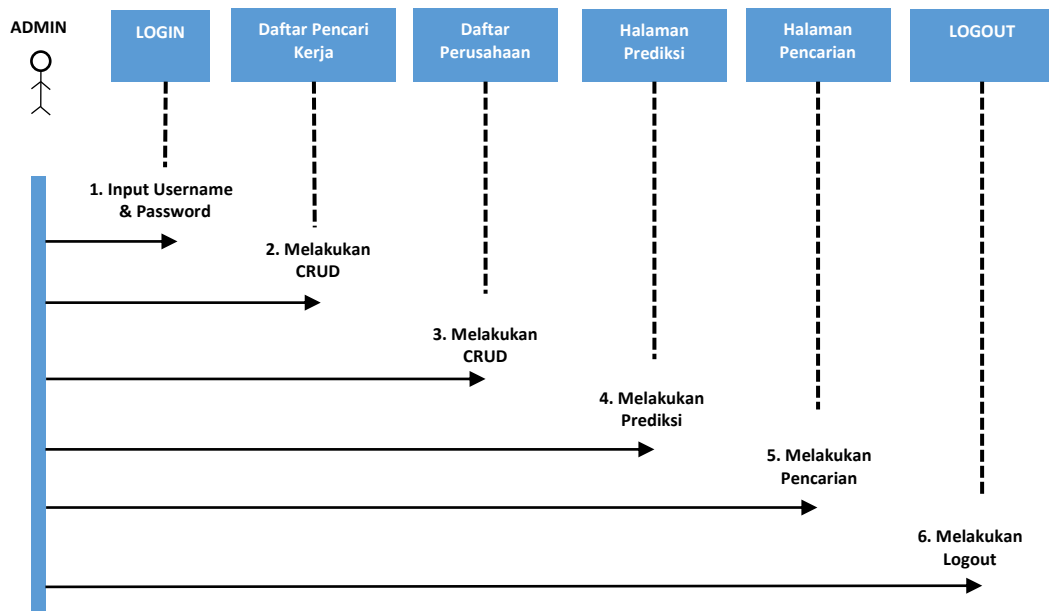 ADMIN
LOGIN
Daftar Pencari
Kerja
Daftar
Perusahaan
Halaman
Prediksi
Halaman
Pencarian
LOGOUT
1. Input Username
& Password
2. Melakukan
CRUD
3. Melakukan
CRUD
4. Melakukan
Prediksi
5. Melakukan
Pencarian
6. Melakukan
Logout